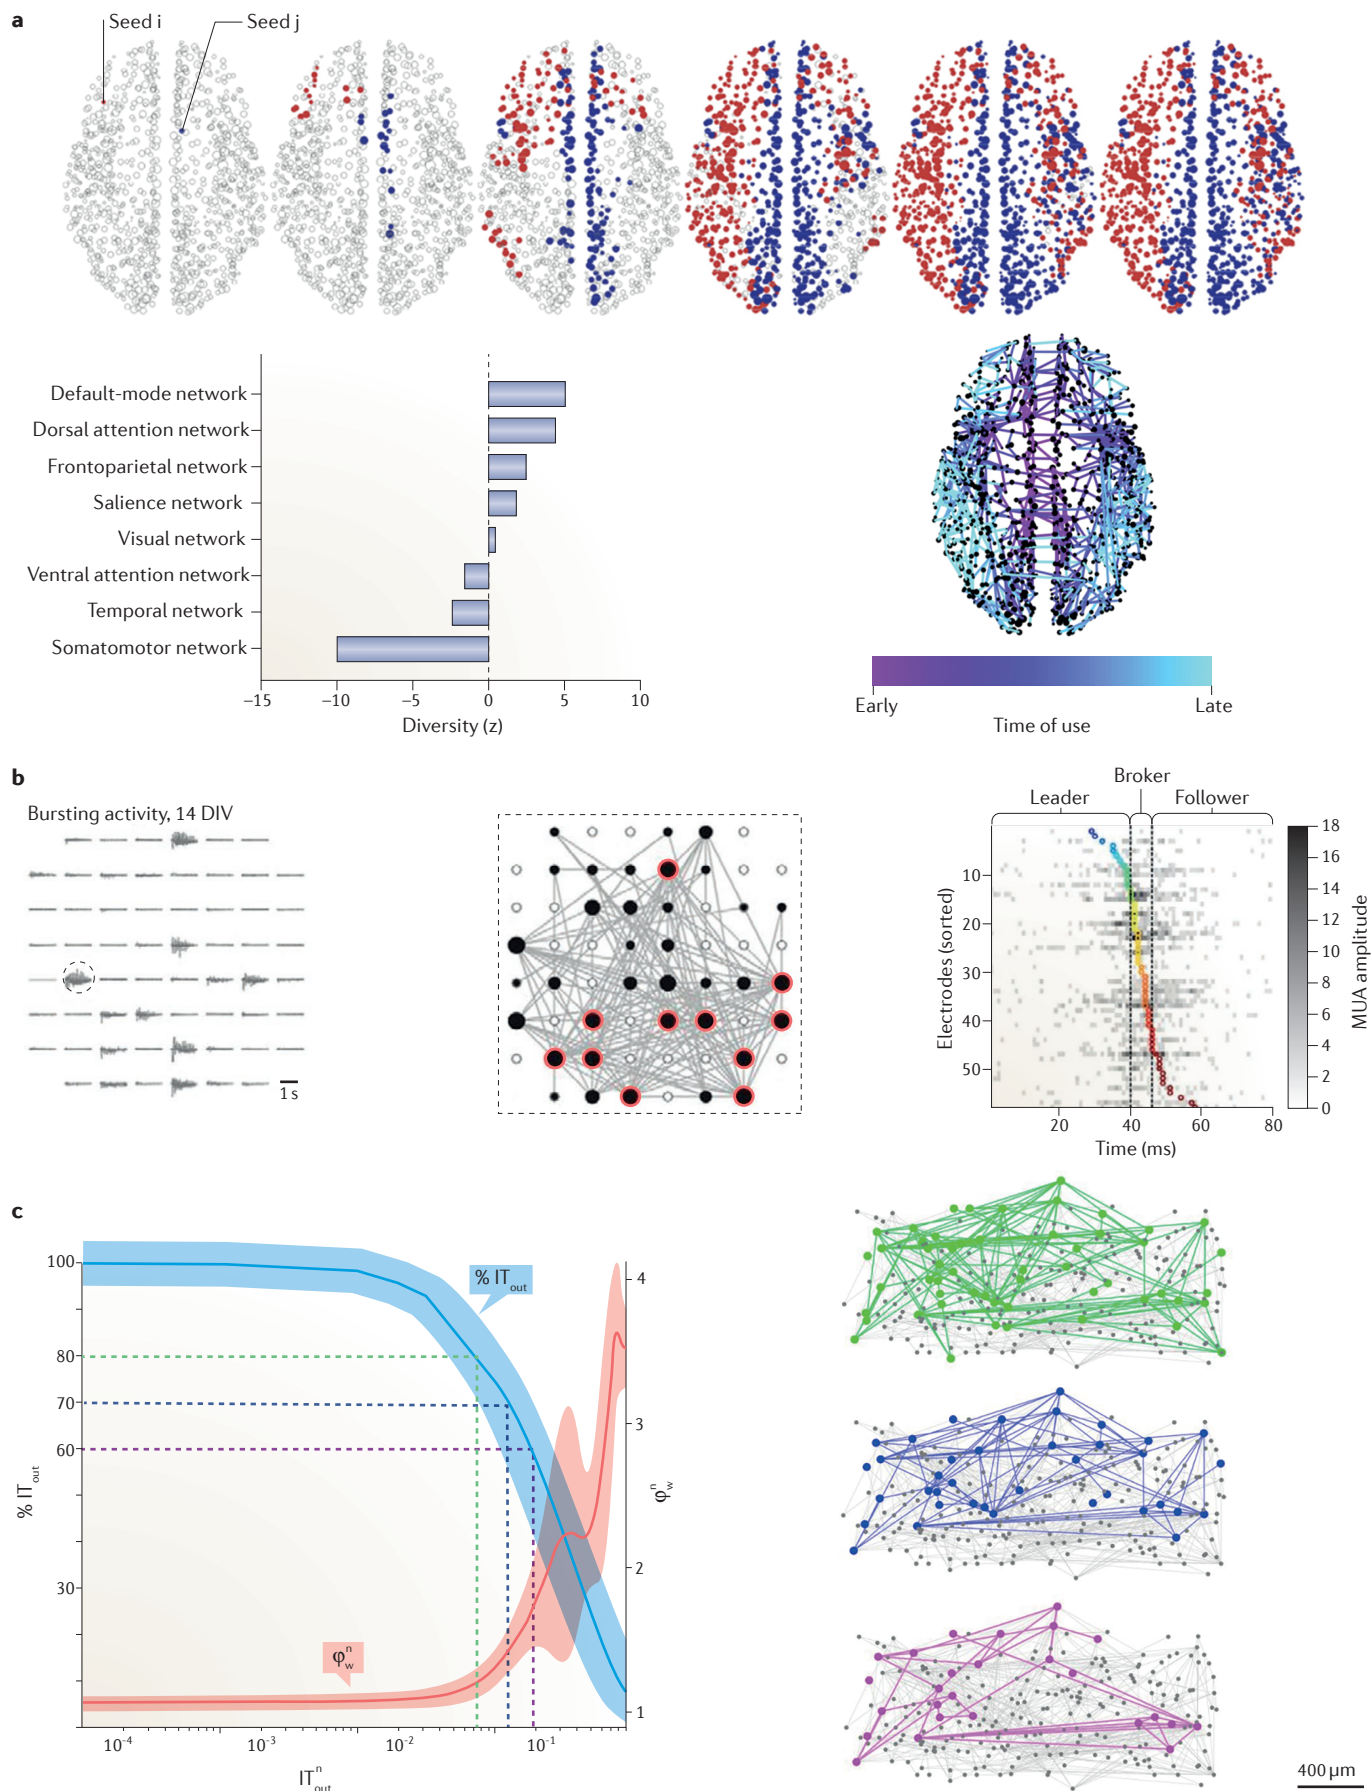 a
Seed i
Seed j
Default-mode network
Dorsal attention network
Frontoparietal network
Salience network
Visual network
Ventral attention network
Temporal network
Somatomotor network
−15 −10 −5 0 5 10
Diversity (z)
Early Late
Time of use
b
Bursting activity, 14 DIV
1 s
Broker
Leader Follower
Electrodes (sorted)
10
20
30
40
50
20 40 60 80
Time (ms)
18
16
14
12
10
8
6
4
2
0
MUA amplitude
c
% IT_out
100
80
70
60
30
% IT_out
φ_w^n
4
3
2
1
φ_w^n
10^-4 10^-3 10^-2 10^-1
IT_out^n
400 µm